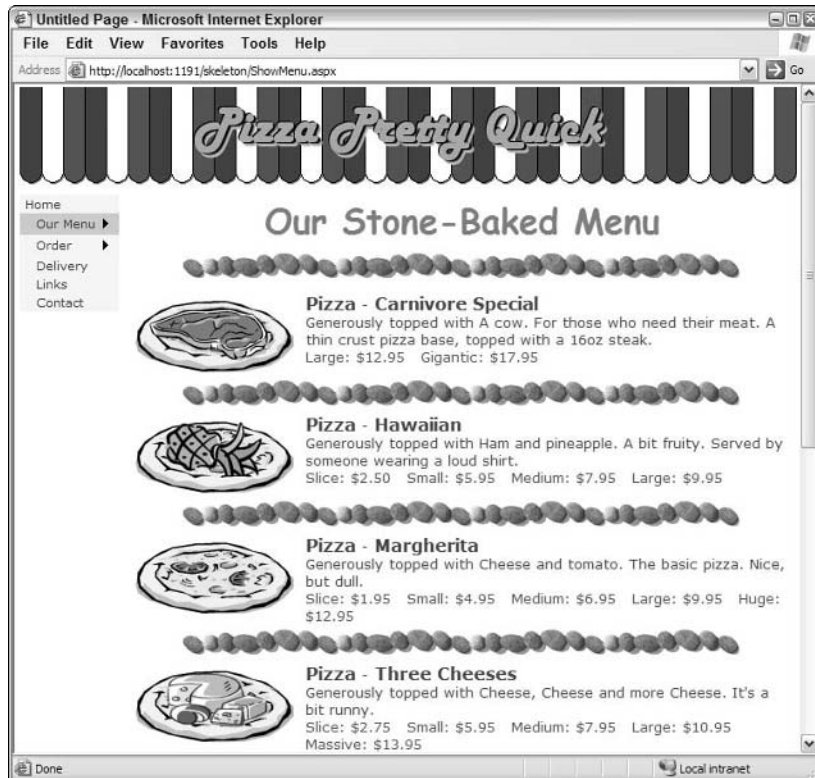 Untitled Page - Microsoft Internet Explorer
File Edit View Favorites Tools Help
Address http://localhost:1191/skeleton/ShowMenu.aspx Go
Pizza Pretty Quick
Home
Our Menu
Order
Delivery
Links
Contact
Our Stone-Baked Menu
Pizza - Carnivore Special
Generously topped with A cow. For those who need their meat. A
thin crust pizza base, topped with a 16oz steak.
Large: $12.95 Gigantic: $17.95
Pizza - Hawaiian
Generously topped with Ham and pineapple. A bit fruity. Served by
someone wearing a loud shirt.
Slice: $2.50 Small: $5.95 Medium: $7.95 Large: $9.95
Pizza - Margherita
Generously topped with Cheese and tomato. The basic pizza. Nice,
but dull.
Slice: $1.95 Small: $4.95 Medium: $6.95 Large: $9.95 Huge:
$12.95
Pizza - Three Cheeses
Generously topped with Cheese, Cheese and more Cheese. It's a
bit runny.
Slice: $2.75 Small: $5.95 Medium: $7.95 Large: $10.95
Massive: $13.95
Done
Local intranet